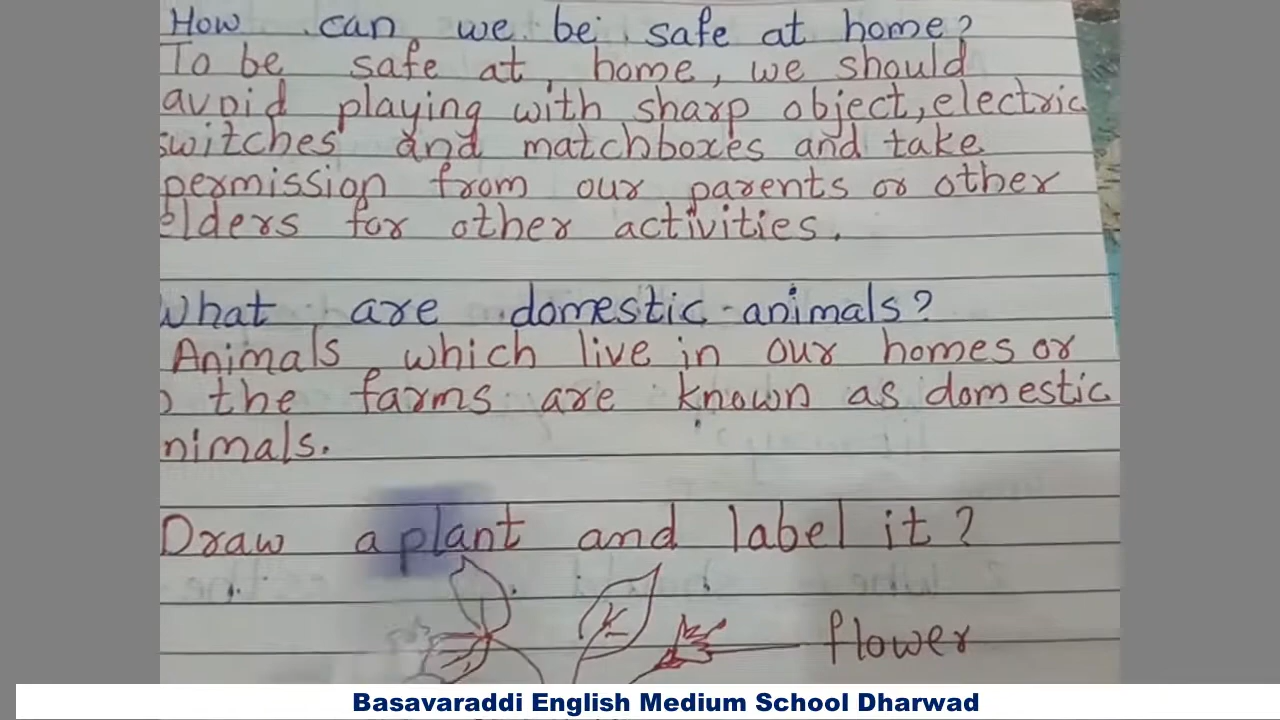 How can we be safe at home?
To be safe at home, we should
avoid playing with sharp object, electric
switches and matchboxes and take
permission from our parents or other
elders for other activities.
What are domestic animals?
Animals which live in our homes or
the farms are known as domestic
nimals.
Draw a plant and label it?
flower
Basavaraddi English Medium School Dharwad